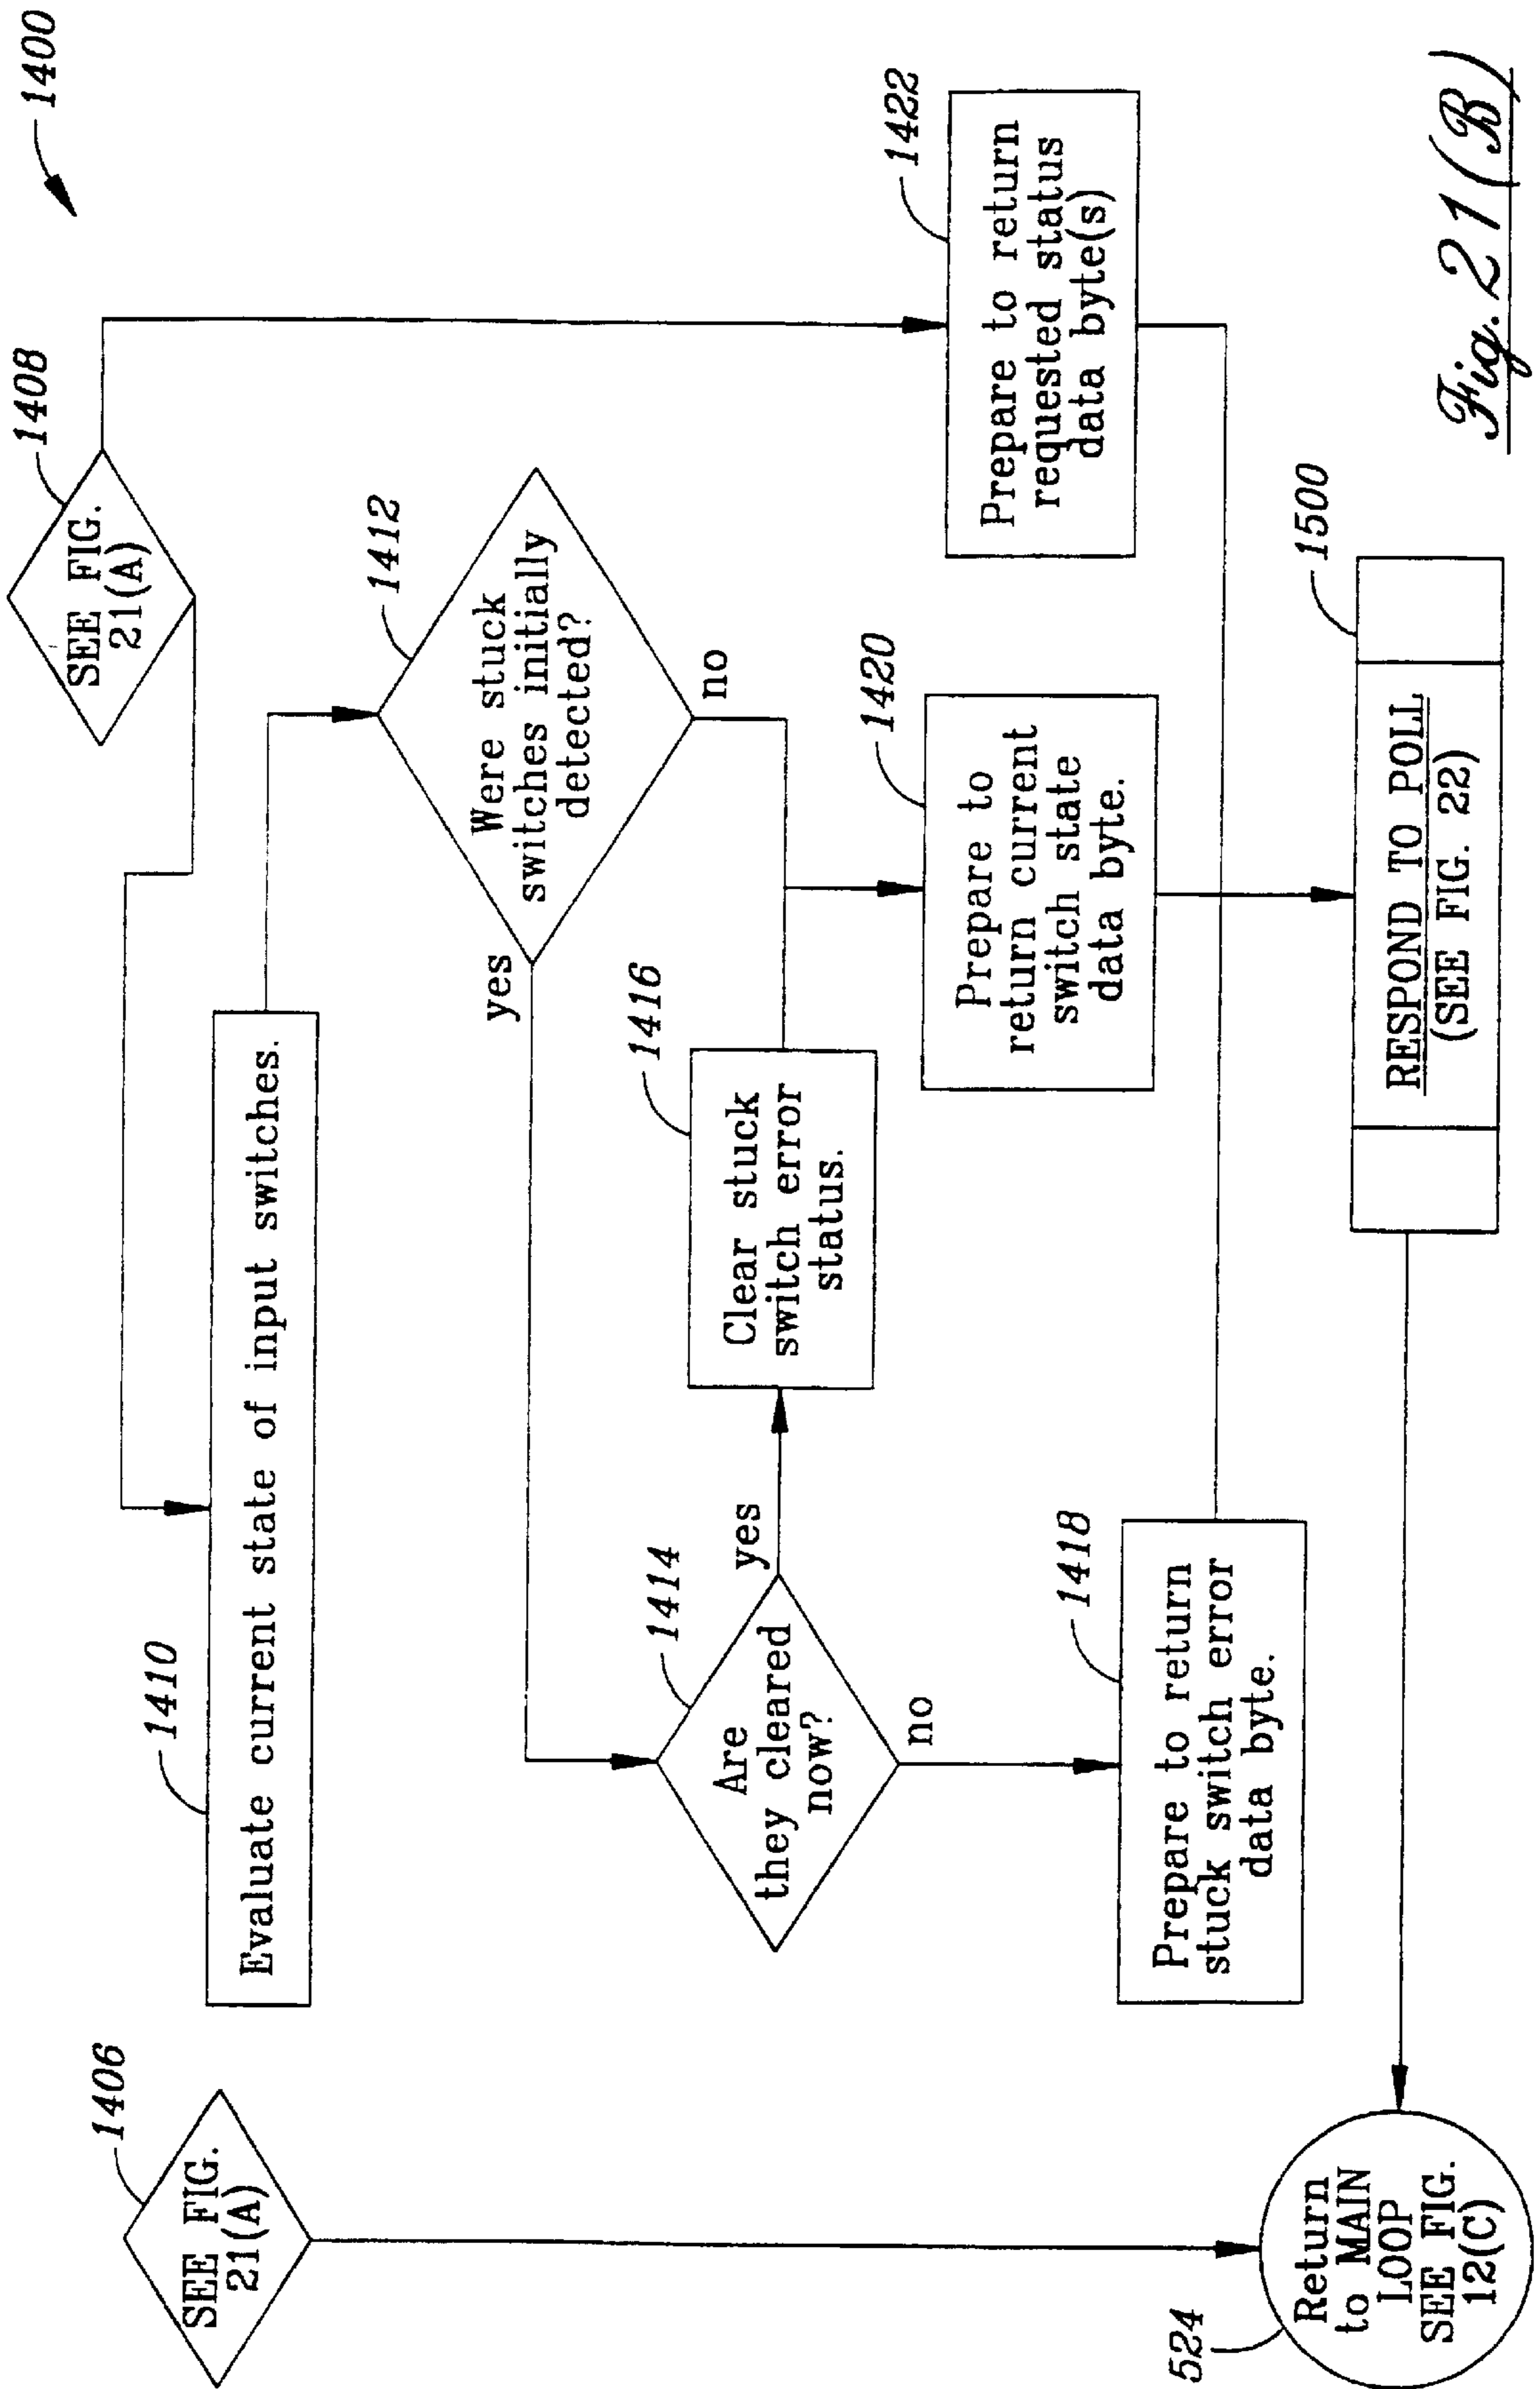 1400
1406
SEE FIG.
21(A)
1408
SEE FIG.
21(A)
1410
Evaluate current state of input switches.
1412
Were stuck
switches initially
detected?
yes
no
1414
Are
they cleared
now?
yes
no
1416
Clear stuck
switch error
status.
1418
Prepare to return
stuck switch error
data byte.
1420
Prepare to
return current
switch state
data byte.
1422
Prepare to return
requested status
data byte(s)
524
Return
to MAIN
LOOP
SEE FIG.
12(C)
1500
RESPOND TO POLL
(SEE FIG. 22)
Fig. 21(B)